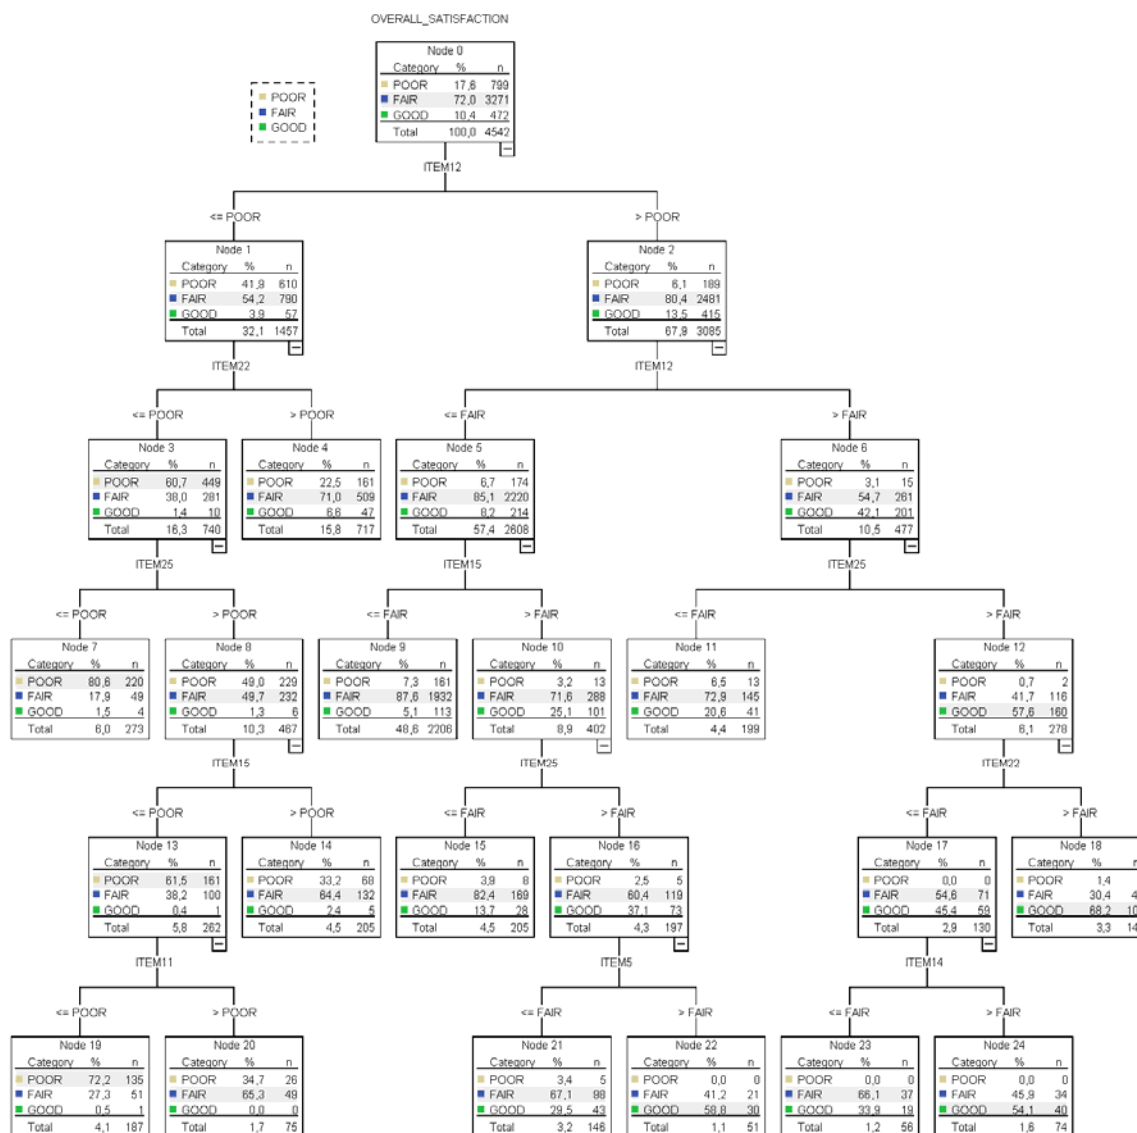 OVERALL_SATISFACTION
POOR
FAIR
GOOD
Node 0
Category % n
POOR 17,6 799
FAIR 72,0 3271
GOOD 10,4 472
Total 100,0 4542
ITEM12
<= POOR > POOR
Node 1
Category % n
POOR 41,9 610
FAIR 54,2 790
GOOD 3,9 57
Total 32,1 1457
Node 2
Category % n
POOR 6,1 189
FAIR 80,4 2481
GOOD 13,5 415
Total 67,9 3085
ITEM22 ITEM12
<= POOR > POOR <= FAIR > FAIR
Node 3
Category % n
POOR 60,7 449
FAIR 38,0 281
GOOD 1,4 10
Total 16,3 740
Node 4
Category % n
POOR 22,5 161
FAIR 71,0 509
GOOD 6,6 47
Total 15,8 717
Node 5
Category % n
POOR 6,7 174
FAIR 85,1 2220
GOOD 8,2 214
Total 57,4 2608
Node 6
Category % n
POOR 3,1 15
FAIR 54,7 261
GOOD 42,1 201
Total 10,5 477
ITEM25 ITEM15 ITEM25
<= POOR > POOR <= FAIR > FAIR <= FAIR > FAIR
Node 7
Category % n
POOR 80,6 220
FAIR 17,9 49
GOOD 1,5 4
Total 6,0 273
Node 8
Category % n
POOR 49,0 229
FAIR 49,7 232
GOOD 1,3 6
Total 10,3 467
Node 9
Category % n
POOR 7,3 161
FAIR 87,6 1932
GOOD 5,1 113
Total 48,6 2206
Node 10
Category % n
POOR 3,2 13
FAIR 71,6 288
GOOD 25,1 101
Total 8,9 402
Node 11
Category % n
POOR 6,5 13
FAIR 72,9 145
GOOD 20,6 41
Total 4,4 199
Node 12
Category % n
POOR 0,7 2
FAIR 41,7 116
GOOD 57,6 160
Total 6,1 278
ITEM15 ITEM25 ITEM22
<= POOR > POOR <= FAIR > FAIR <= FAIR > FAIR
Node 13
Category % n
POOR 61,5 161
FAIR 38,2 100
GOOD 0,4 1
Total 5,8 262
Node 14
Category % n
POOR 33,2 68
FAIR 64,4 132
GOOD 2,4 5
Total 4,5 205
Node 15
Category % n
POOR 3,9 8
FAIR 82,4 169
GOOD 13,7 28
Total 4,5 205
Node 16
Category % n
POOR 2,5 5
FAIR 60,4 119
GOOD 37,1 73
Total 4,3 197
Node 17
Category % n
POOR 0,0 0
FAIR 54,6 71
GOOD 45,4 59
Total 2,9 130
Node 18
Category %
POOR 1,4
FAIR 30,4
GOOD 68,2
Total 3,3
ITEM11 ITEM5 ITEM14
<= POOR > POOR <= FAIR > FAIR <= FAIR > FAIR
Node 19
Category % n
POOR 72,2 135
FAIR 27,3 51
GOOD 0,5 1
Total 4,1 187
Node 20
Category % n
POOR 34,7 26
FAIR 65,3 49
GOOD 0,0 0
Total 1,7 75
Node 21
Category % n
POOR 3,4 5
FAIR 67,1 98
GOOD 29,5 43
Total 3,2 146
Node 22
Category % n
POOR 0,0 0
FAIR 41,2 21
GOOD 58,8 30
Total 1,1 51
Node 23
Category % n
POOR 0,0 0
FAIR 66,1 37
GOOD 33,9 19
Total 1,2 56
Node 24
Category % n
POOR 0,0 0
FAIR 45,9 34
GOOD 54,1 40
Total 1,6 74